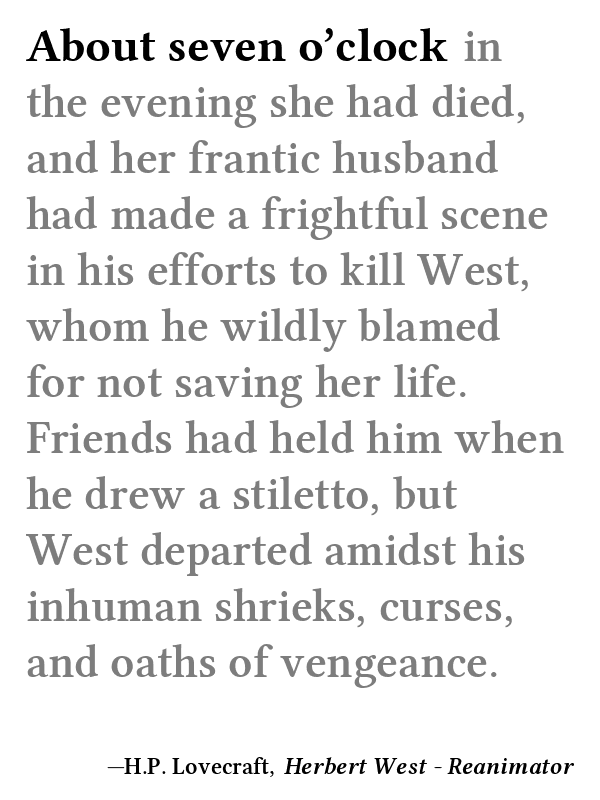 About seven o’clock in
the evening she had died,
and her frantic husband
had made a frightful scene
in his efforts to kill West,
whom he wildly blamed
for not saving her life.
Friends had held him when
he drew a stiletto, but
West departed amidst his
inhuman shrieks, curses,
and oaths of vengeance.
—H.P. Lovecraft, Herbert West - Reanimator